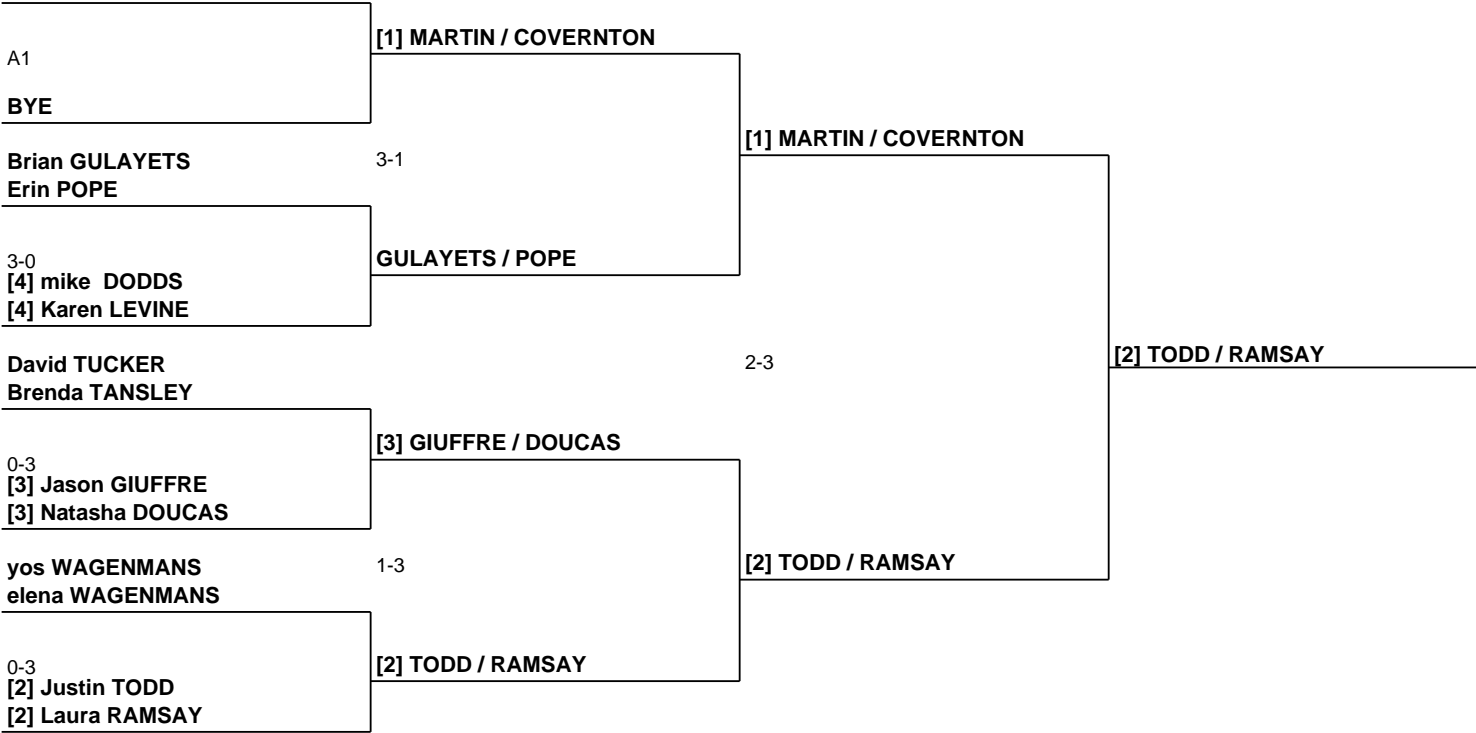 [1] MARTIN / COVERNTON
A1
BYE
[1] MARTIN / COVERNTON
Brian GULAYETS
Erin POPE
3-1
3-0
[4] mike  DODDS
[4] Karen LEVINE
GULAYETS / POPE
David TUCKER
Brenda TANSLEY
2-3
[2] TODD / RAMSAY
0-3
[3] Jason GIUFFRE
[3] Natasha DOUCAS
[3] GIUFFRE / DOUCAS
yos WAGENMANS
elena WAGENMANS
1-3
[2] TODD / RAMSAY
0-3
[2] Justin TODD
[2] Laura RAMSAY
[2] TODD / RAMSAY